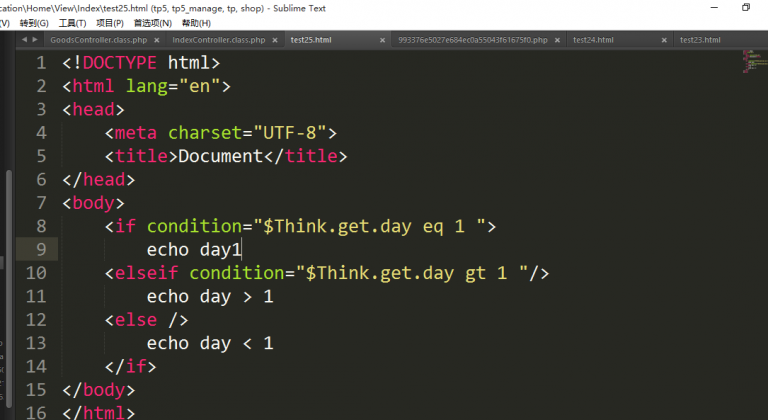 cation\Home\View\Index\test25.html (tp5, tp5_manage, tp, shop) - Sublime Text
(V) 转到(G) 工具(T) 项目(P) 首选项(N) 帮助(H)
GoodsController.class.php × IndexController.class.php × test25.html × 993376e5027e684ec0a55043f61675f0.php × test24.html × test23.html
1 <!DOCTYPE html>
2 <html lang="en">
3 <head>
4 <meta charset="UTF-8">
5 <title>Document</title>
6 </head>
7 <body>
8 <if condition="$Think.get.day eq 1 ">
9 echo day1
10 <elseif condition="$Think.get.day gt 1 "/>
11 echo day > 1
12 <else />
13 echo day < 1
14 </if>
15 </body>
16 </html>